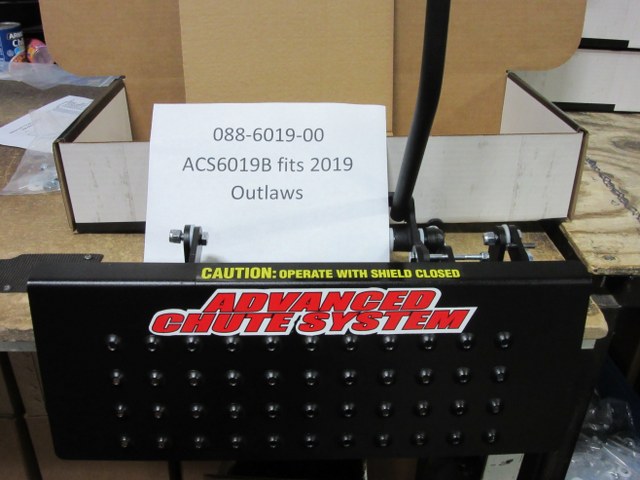 088-6019-00
ACS6019B fits 2019
Outlaws
CAUTION: OPERATE WITH SHIELD CLOSED
ADVANCED
CHUTE SYSTEM